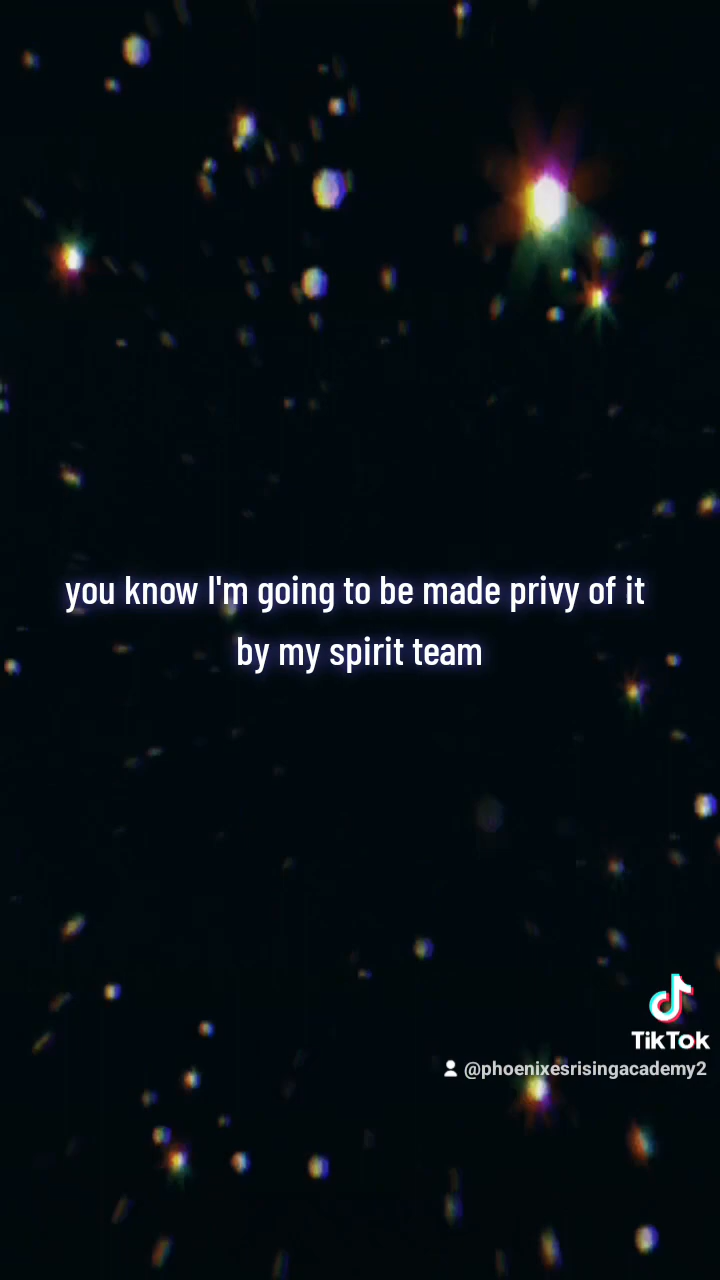 you know I'm going to be made privy of it
by my spirit team
TikTok
@phoenixesrisingacademy2